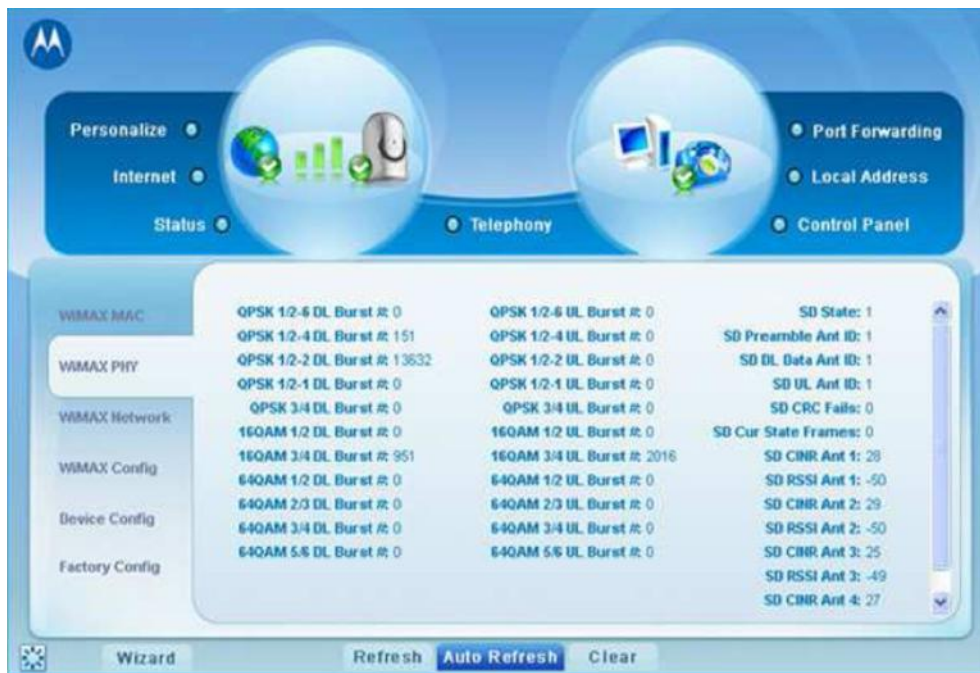 Personalize
Internet
Status
Telephony
Port Forwarding
Local Address
Control Panel
WiMAX MAC
WiMAX PHY
WiMAX Network
WiMAX Config
Device Config
Factory Config
QPSK 1/2-6 DL Burst #: 0
QPSK 1/2-4 DL Burst #: 151
QPSK 1/2-2 DL Burst #: 13632
QPSK 1/2-1 DL Burst #: 0
QPSK 3/4 DL Burst #: 0
16QAM 1/2 DL Burst #: 0
16QAM 3/4 DL Burst #: 951
64QAM 1/2 DL Burst #: 0
64QAM 2/3 DL Burst #: 0
64QAM 3/4 DL Burst #: 0
64QAM 5/6 DL Burst #: 0
QPSK 1/2-6 UL Burst #: 0
QPSK 1/2-4 UL Burst #: 0
QPSK 1/2-2 UL Burst #: 0
QPSK 1/2-1 UL Burst #: 0
QPSK 3/4 UL Burst #: 0
16QAM 1/2 UL Burst #: 0
16QAM 3/4 UL Burst #: 2016
64QAM 1/2 UL Burst #: 0
64QAM 2/3 UL Burst #: 0
64QAM 3/4 UL Burst #: 0
64QAM 5/6 UL Burst #: 0
SD State: 1
SD Preamble Ant ID: 1
SD DL Data Ant ID: 1
SD UL Ant ID: 1
SD CRC Fails: 0
SD Cur State Frames: 0
SD CINR Ant 1: 28
SD RSSI Ant 1: -50
SD CINR Ant 2: 29
SD RSSI Ant 2: -50
SD CINR Ant 3: 25
SD RSSI Ant 3: -49
SD CINR Ant 4: 27
Wizard
Refresh
Auto Refresh
Clear